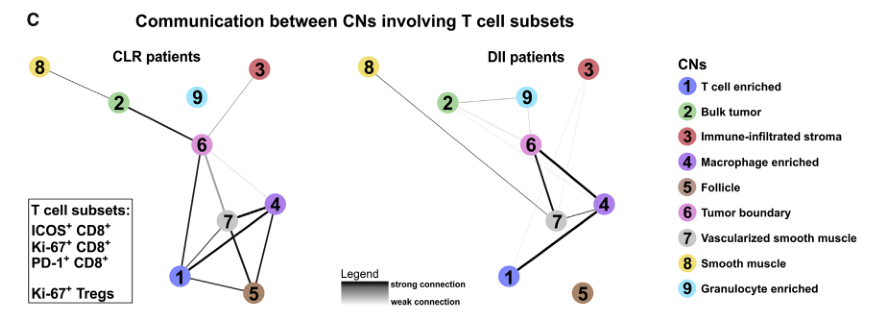 C
Communication between CNs involving T cell subsets
CLR patients
8
3
2
9
6
4
7
1
5
T cell subsets:
ICOS⁺ CD8⁺
Ki-67⁺ CD8⁺
PD-1⁺ CD8⁺
Ki-67⁺ Tregs
DII patients
8
3
2
9
6
4
7
1
5
Legend
strong connection
weak connection
CNs
1 T cell enriched
2 Bulk tumor
3 Immune-infiltrated stroma
4 Macrophage enriched
5 Follicle
6 Tumor boundary
7 Vascularized smooth muscle
8 Smooth muscle
9 Granulocyte enriched